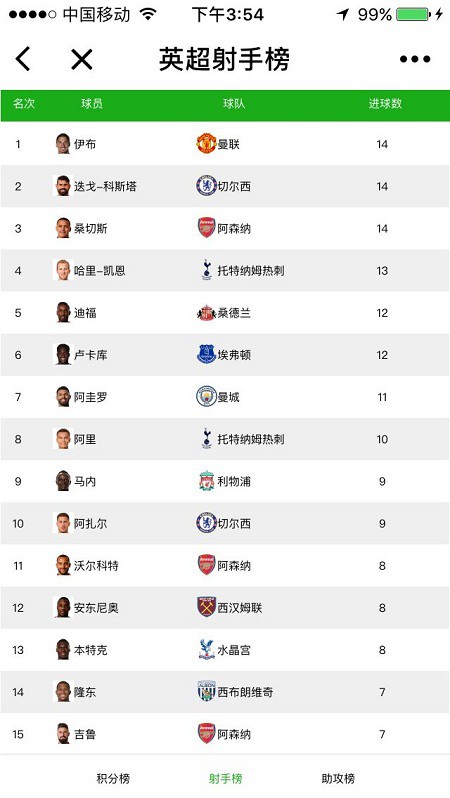 中国移动 下午3:54 99%
英超射手榜
名次 球员 球队 进球数
1 伊布 曼联 14
2 迭戈-科斯塔 切尔西 14
3 桑切斯 阿森纳 14
4 哈里-凯恩 托特纳姆热刺 13
5 迪福 桑德兰 12
6 卢卡库 埃弗顿 12
7 阿圭罗 曼城 11
8 阿里 托特纳姆热刺 10
9 马内 利物浦 9
10 阿扎尔 切尔西 9
11 沃尔科特 阿森纳 8
12 安东尼奥 西汉姆联 8
13 本特克 水晶宫 8
14 隆东 西布朗维奇 7
15 吉鲁 阿森纳 7
积分榜 射手榜 助攻榜